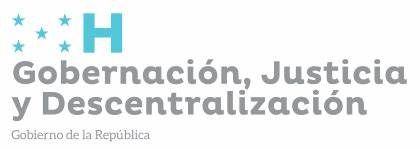 H
Gobernación, Justicia
y Descentralización
Gobierno de la República